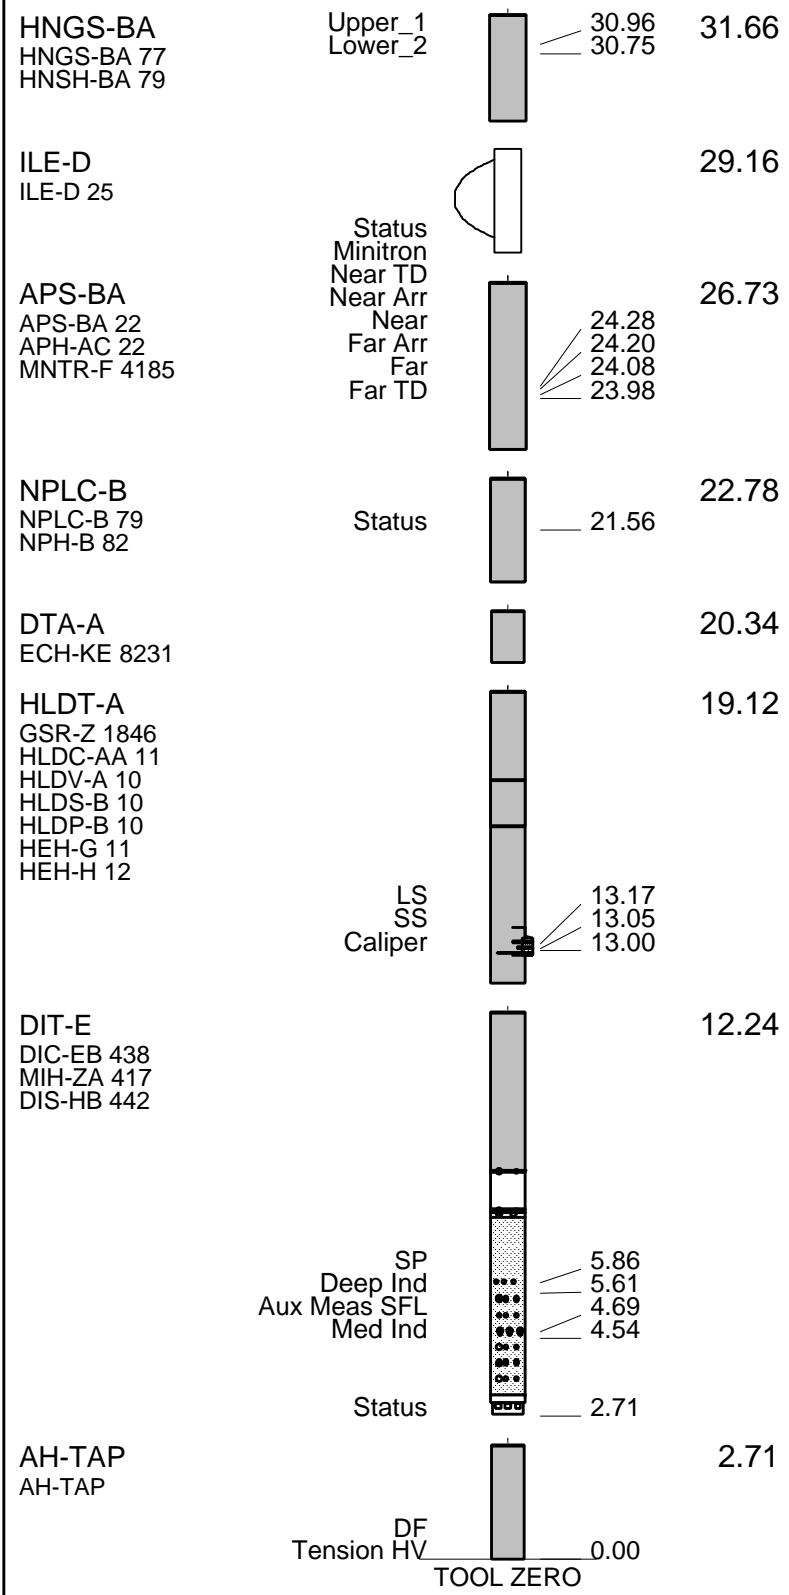 HNGS-BA Upper_1 30.96 31.66
HNGS-BA 77 Lower_2 30.75
HNSH-BA 79
ILE-D 29.16
ILE-D 25
Status
Minitron
Near TD
APS-BA Near Arr 26.73
APS-BA 22 Near 24.28
APH-AC 22 Far Arr 24.20
MNTR-F 4185 Far 24.08
Far TD 23.98
NPLC-B 22.78
NPLC-B 79 Status 21.56
NPH-B 82
DTA-A 20.34
ECH-KE 8231
HLDT-A 19.12
GSR-Z 1846
HLDC-AA 11
HLDV-A 10
HLDS-B 10
HLDP-B 10
HEH-G 11
HEH-H 12
LS 13.17
SS 13.05
Caliper 13.00
DIT-E 12.24
DIC-EB 438
MIH-ZA 417
DIS-HB 442
SP 5.86
Deep Ind 5.61
Aux Meas SFL 4.69
Med Ind 4.54
Status 2.71
AH-TAP 2.71
AH-TAP
DF
Tension HV 0.00
TOOL ZERO